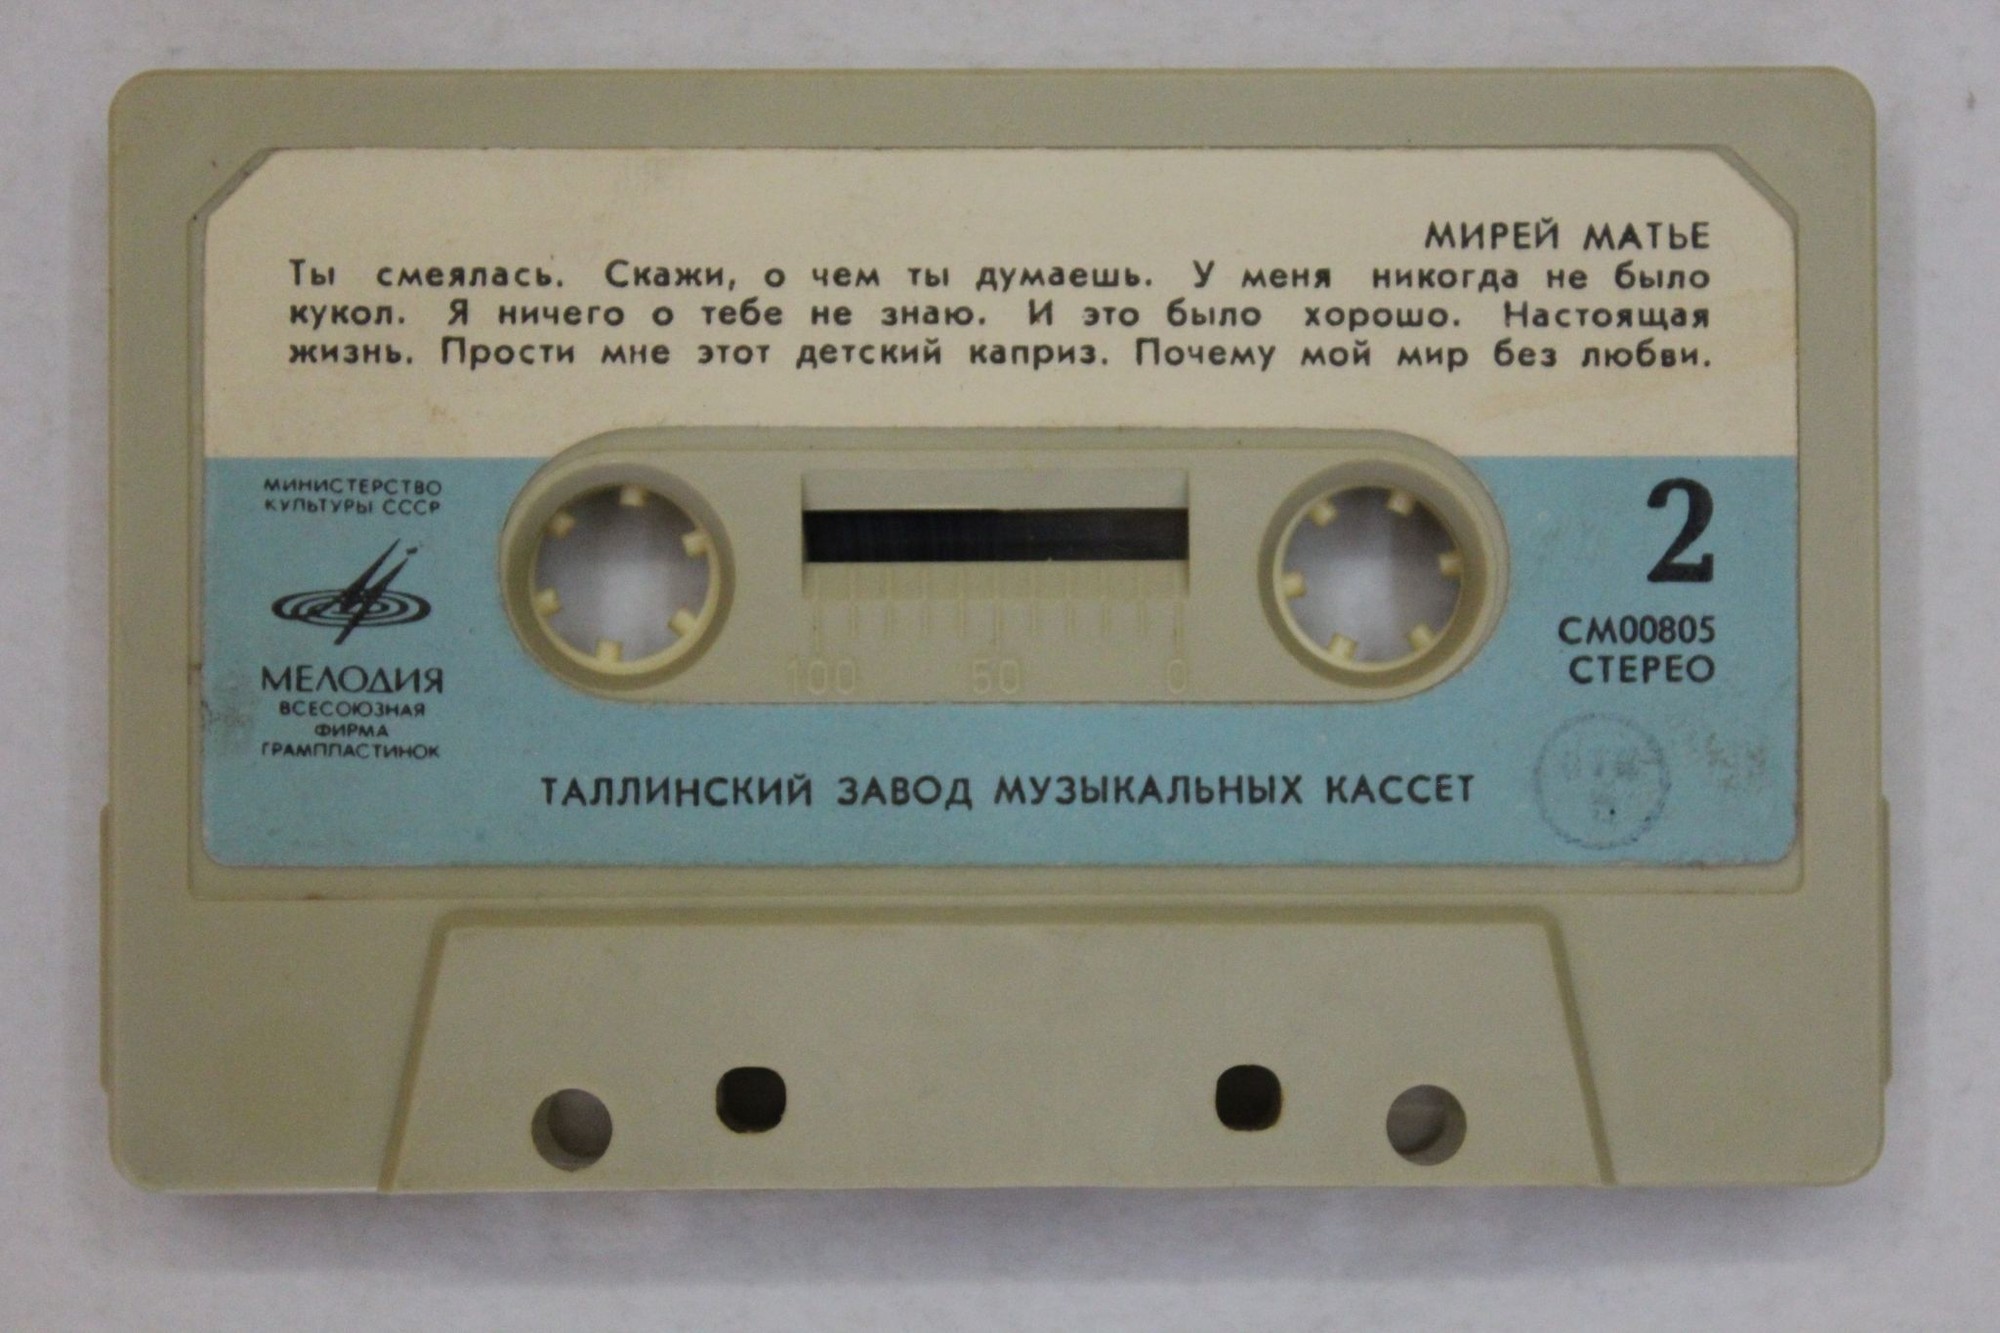 МИРЕЙ МАТЬЕ
Ты смеялась. Скажи, о чем ты думаешь. У меня никогда не было
кукол. Я ничего о тебе не знаю. И это было хорошо. Настоящая
жизнь. Прости мне этот детский каприз. Почему мой мир без любви.
МИНИСТЕРСТВО
КУЛЬТУРЫ СССР
МЕЛОДИЯ
ВСЕСОЮЗНАЯ
ФИРМА
ГРАМПЛАСТИНОК
100 50 0
2
СМ00805
СТЕРЕО
ТАЛЛИНСКИЙ ЗАВОД МУЗЫКАЛЬНЫХ КАССЕТ